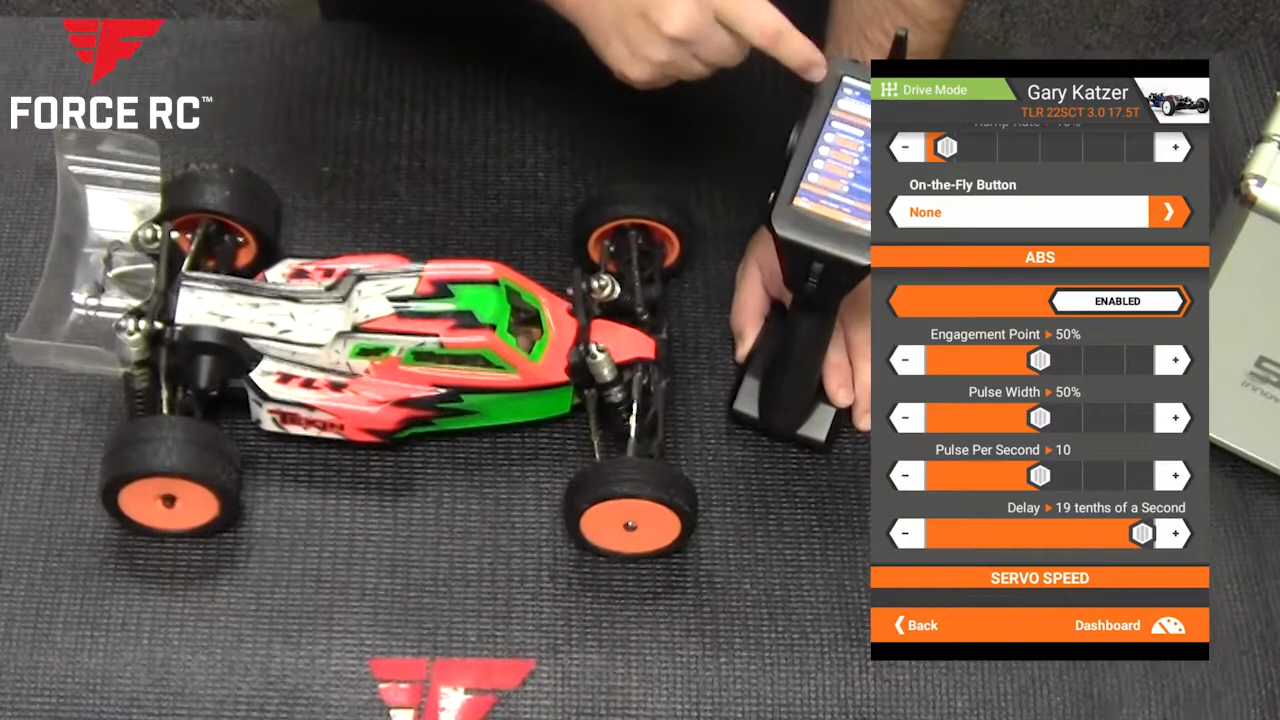 FORCE RC™
Drive Mode
Gary Katzer
TLR 22SCT 3.0 17.5T
On-the-Fly Button
None
ABS
ENABLED
Engagement Point 50%
Pulse Width 50%
Pulse Per Second 10
Delay 19 tenths of a Second
SERVO SPEED
Back
Dashboard
TLR
TEKIN